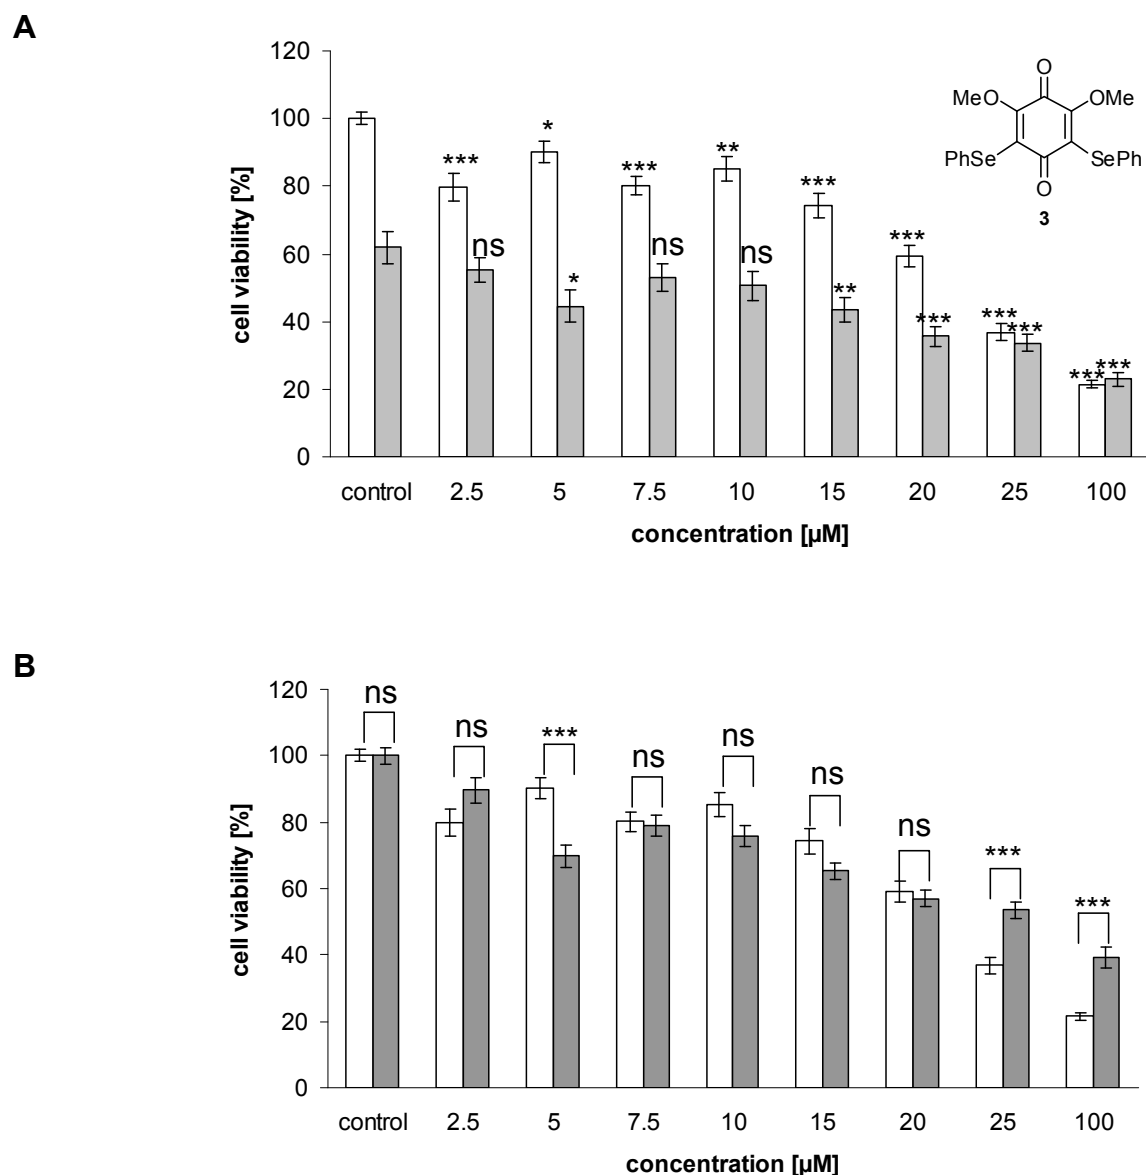 A
120
100
80
60
40
20
0
cell viability [%]
*** * *** ** *** *** *** ***
ns * ns ns ** *** *** ***
O
MeO OMe
PhSe SePh
O
3
control 2.5 5 7.5 10 15 20 25 100
concentration [µM]
B
120
100
80
60
40
20
0
cell viability [%]
ns ns *** ns ns ns ns *** ***
control 2.5 5 7.5 10 15 20 25 100
concentration [µM]